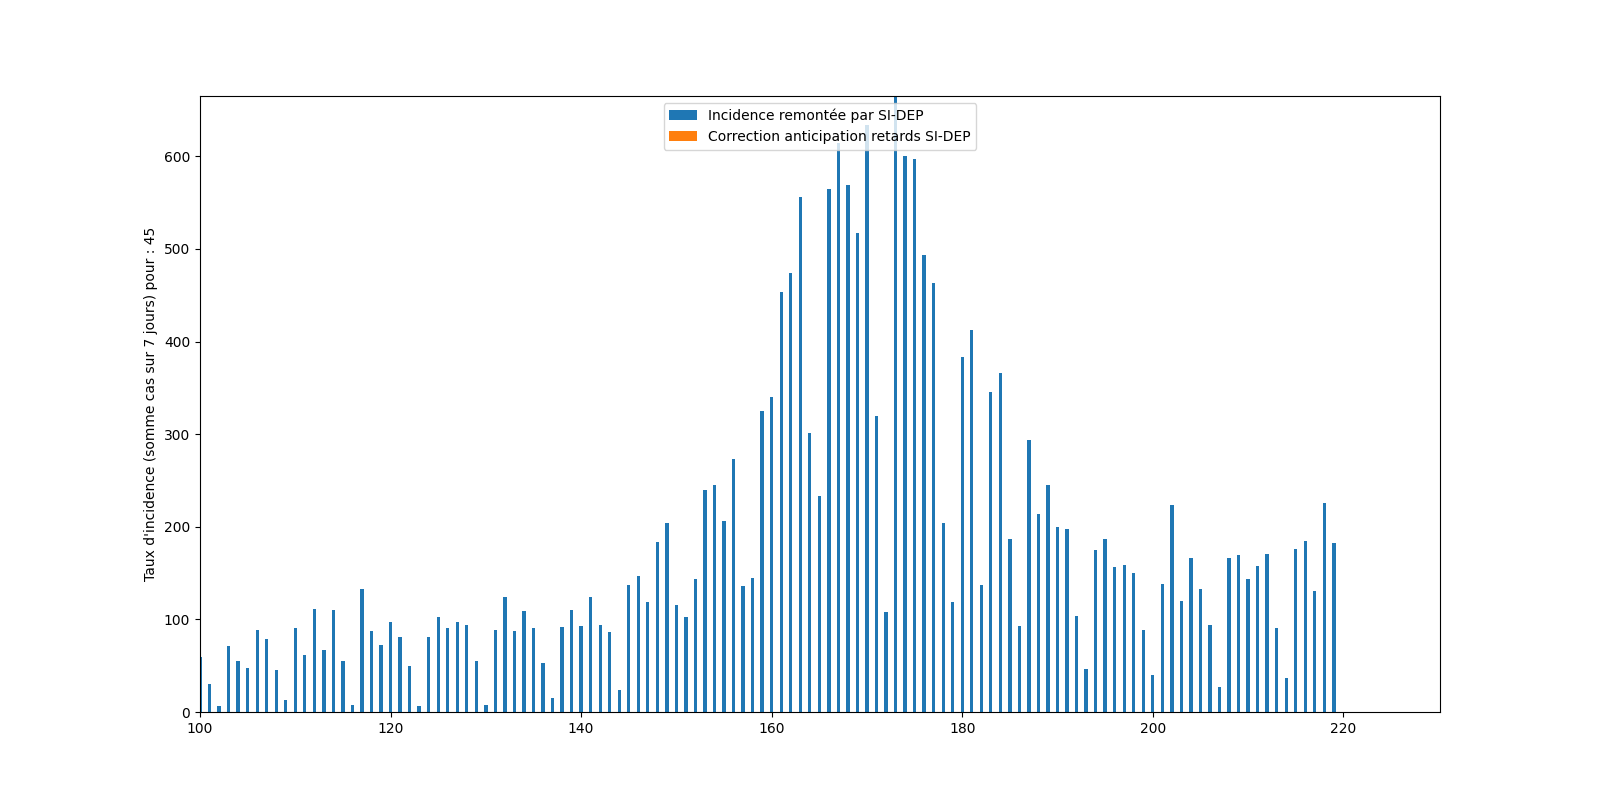 Incidence remontée par SI-DEP
Correction anticipation retards SI-DEP
Taux d'incidence (somme cas sur 7 jours) pour : 45
600
500
400
300
200
100
0
100 120 140 160 180 200 220